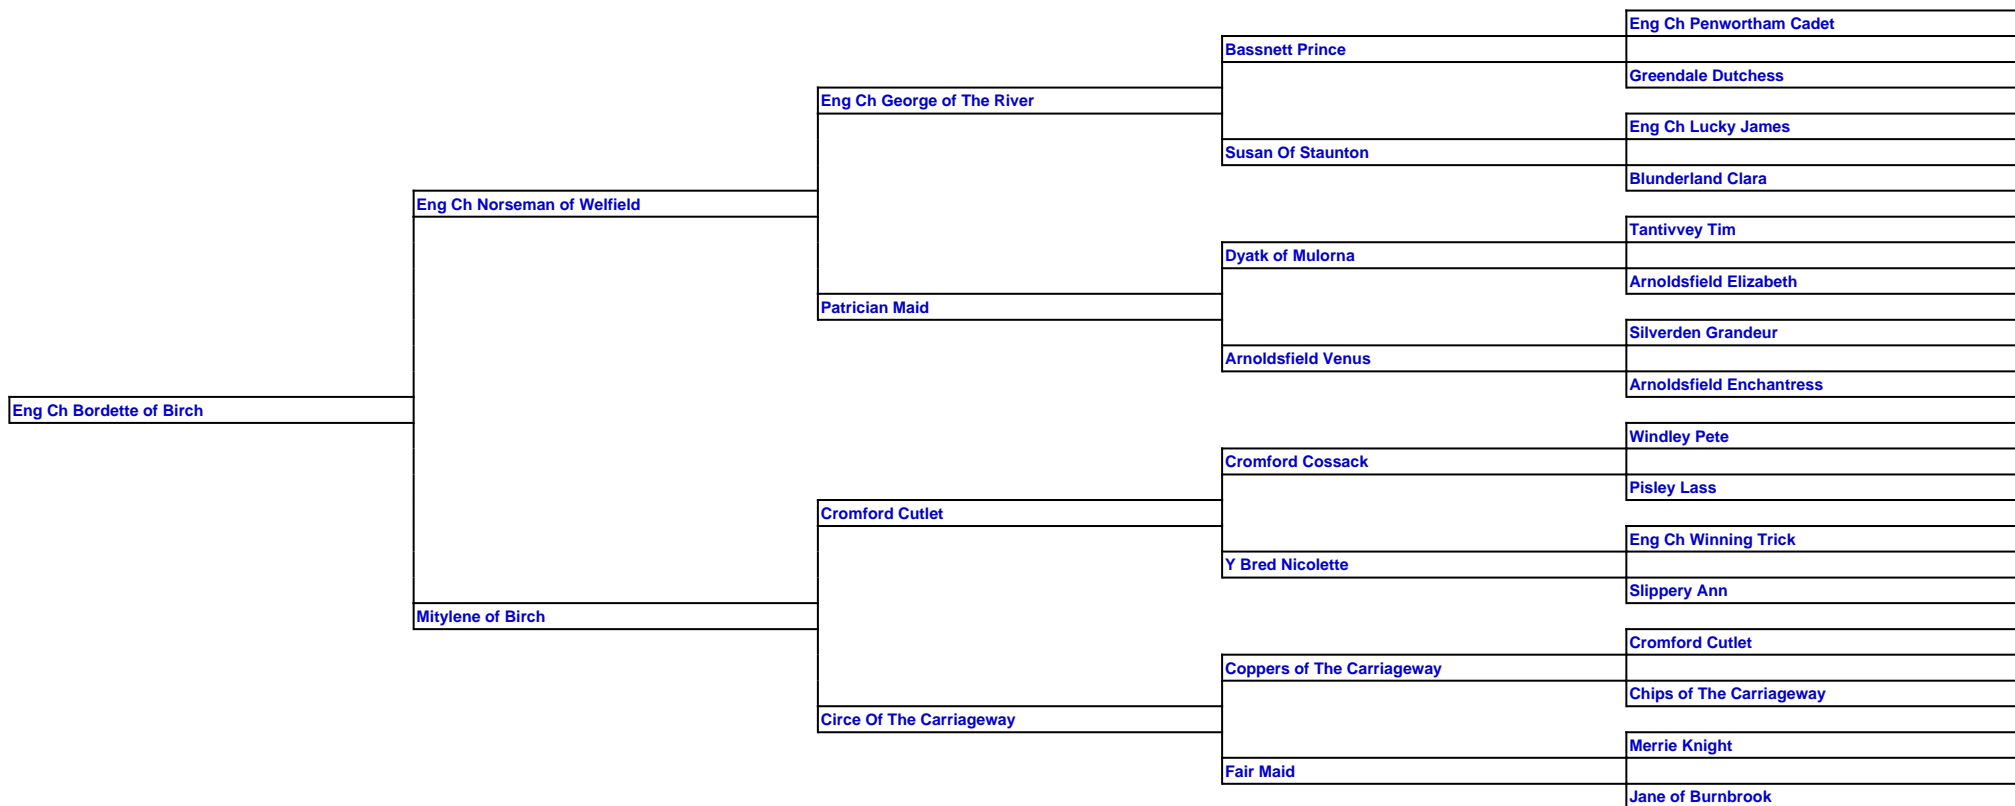 Eng Ch Penwortham Cadet
Bassnett Prince
Greendale Dutchess
Eng Ch George of The River
Eng Ch Lucky James
Susan Of Staunton
Blunderland Clara
Eng Ch Norseman of Welfield
Tantivvey Tim
Dyatk of Mulorna
Arnoldsfield Elizabeth
Patrician Maid
Silverden Grandeur
Arnoldsfield Venus
Arnoldsfield Enchantress
Eng Ch Bordette of Birch
Windley Pete
Cromford Cossack
Pisley Lass
Cromford Cutlet
Eng Ch Winning Trick
Y Bred Nicolette
Slippery Ann
Mitylene of Birch
Cromford Cutlet
Coppers of The Carriageway
Chips of The Carriageway
Circe Of The Carriageway
Merrie Knight
Fair Maid
Jane of Burnbrook